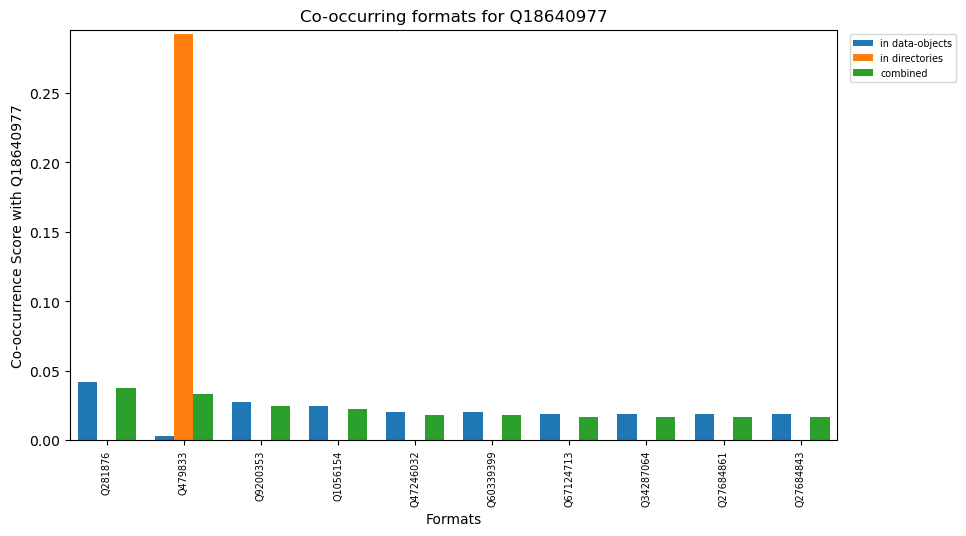 Co-occurring formats for Q18640977
in data-objects
in directories
combined
Co-occurrence Score with Q18640977
0.25
0.20
0.15
0.10
0.05
0.00
Q281876
Q479833
Q9200353
Q1056154
Q47246032
Q60339399
Q67124713
Q34287064
Q27684861
Q27684843
Formats